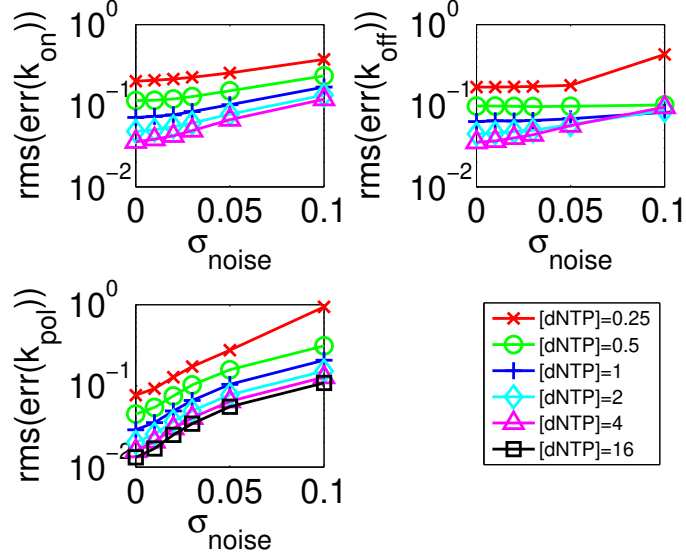 10^0
10^-1
10^-2
rms(err(k_on))
0 0.05 0.1
σ_noise
10^0
10^-1
10^-2
rms(err(k_off))
0 0.05 0.1
σ_noise
10^0
10^-1
10^-2
rms(err(k_pol))
0 0.05 0.1
σ_noise
[dNTP]=0.25
[dNTP]=0.5
[dNTP]=1
[dNTP]=2
[dNTP]=4
[dNTP]=16